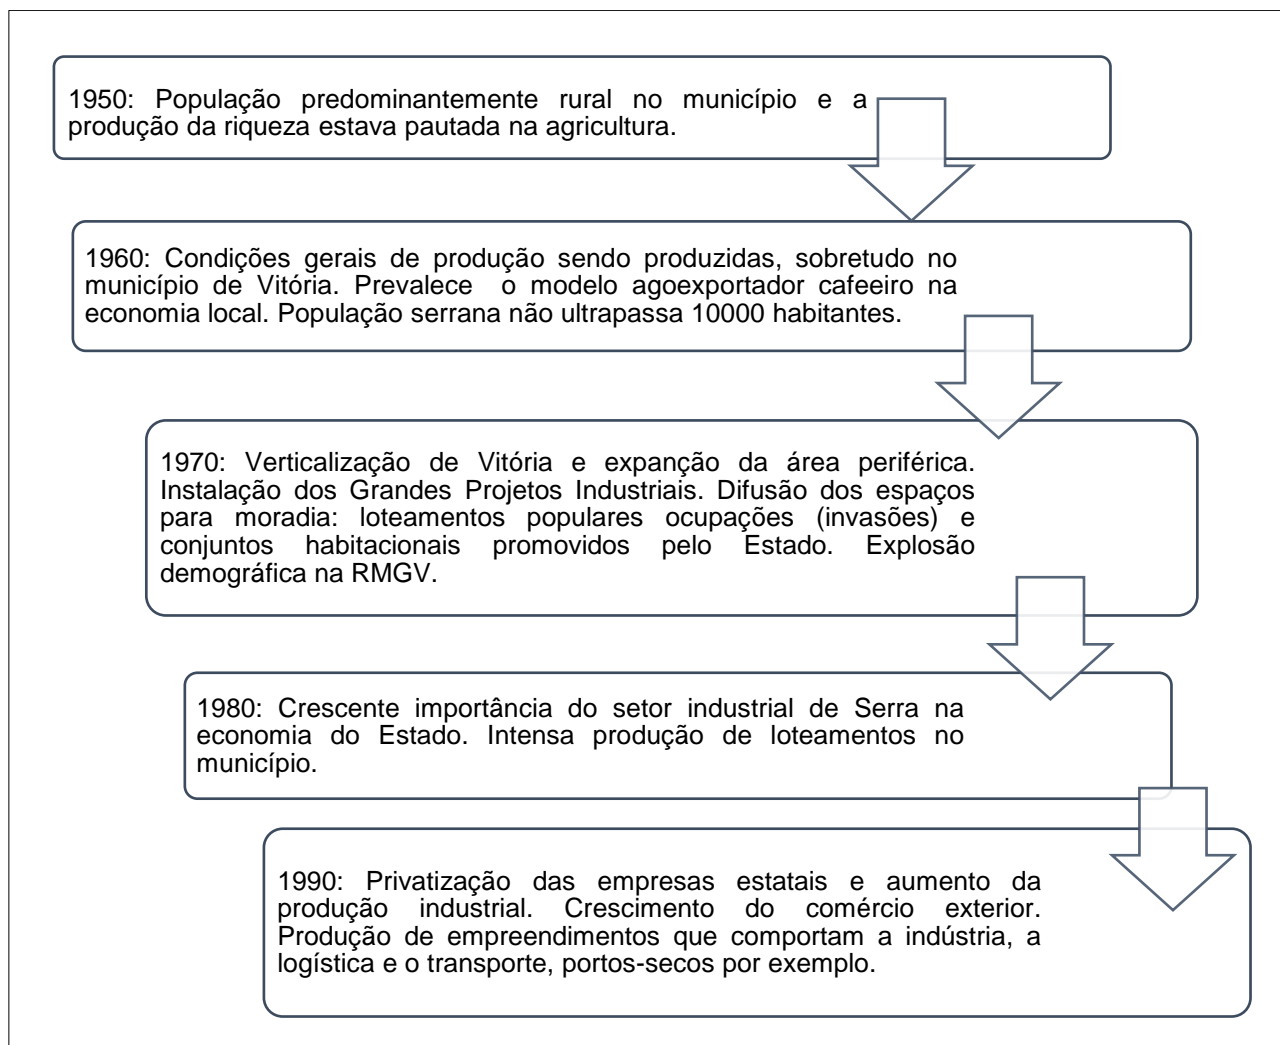 1950: População predominantemente rural no município e a
produção da riqueza estava pautada na agricultura.
1960: Condições gerais de produção sendo produzidas, sobretudo no
município de Vitória. Prevalece o modelo agoexportador cafeeiro na
economia local. População serrana não ultrapassa 10000 habitantes.
1970: Verticalização de Vitória e expanção da área periférica.
Instalação dos Grandes Projetos Industriais. Difusão dos espaços
para moradia: loteamentos populares ocupações (invasões) e
conjuntos habitacionais promovidos pelo Estado. Explosão
demográfica na RMGV.
1980: Crescente importância do setor industrial de Serra na
economia do Estado. Intensa produção de loteamentos no
município.
1990: Privatização das empresas estatais e aumento da
produção industrial. Crescimento do comércio exterior.
Produção de empreendimentos que comportam a indústria, a
logística e o transporte, portos-secos por exemplo.